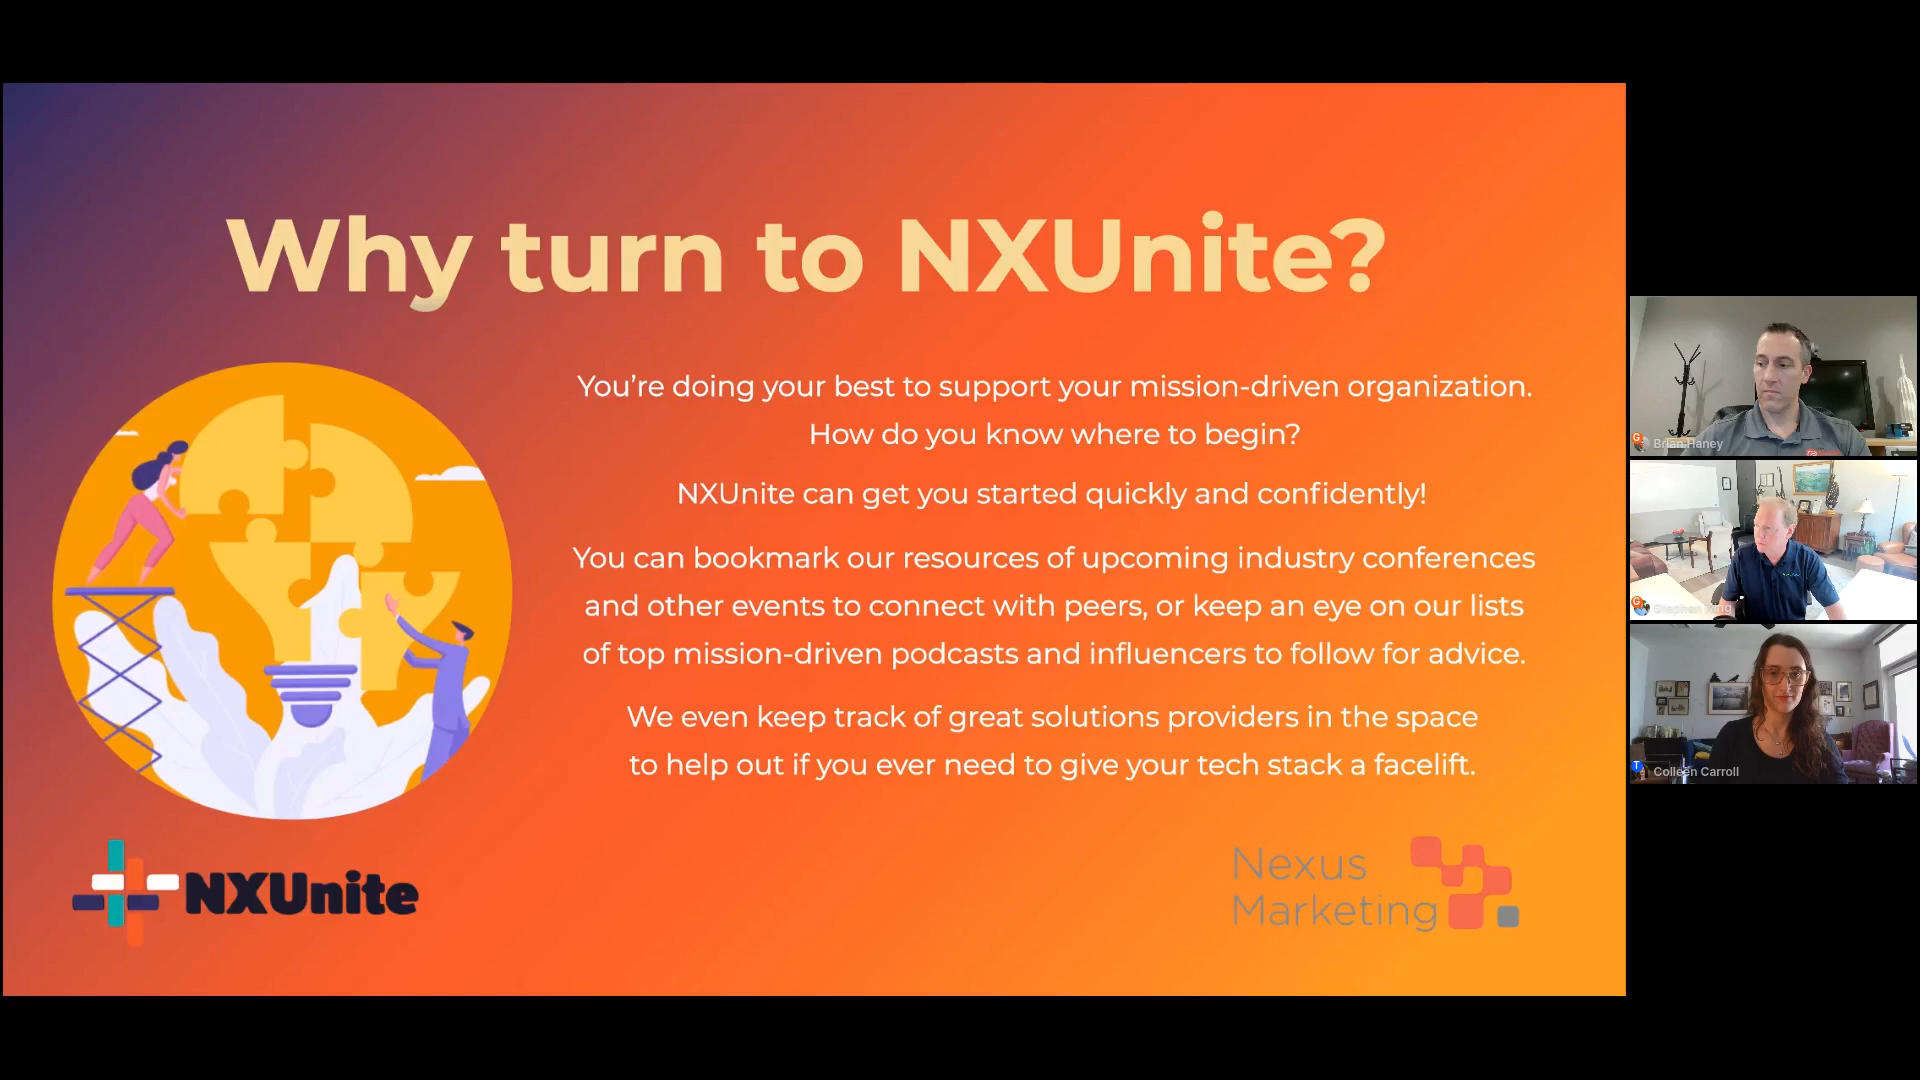 Why turn to NXUnite?
You’re doing your best to support your mission-driven organization.
How do you know where to begin?
NXUnite can get you started quickly and confidently!
You can bookmark our resources of upcoming industry conferences
and other events to connect with peers, or keep an eye on our lists
of top mission-driven podcasts and influencers to follow for advice.
We even keep track of great solutions providers in the space
to help out if you ever need to give your tech stack a facelift.
NXUnite
Nexus
Marketing
Brian Haney
Stephen King
Colleen Carroll